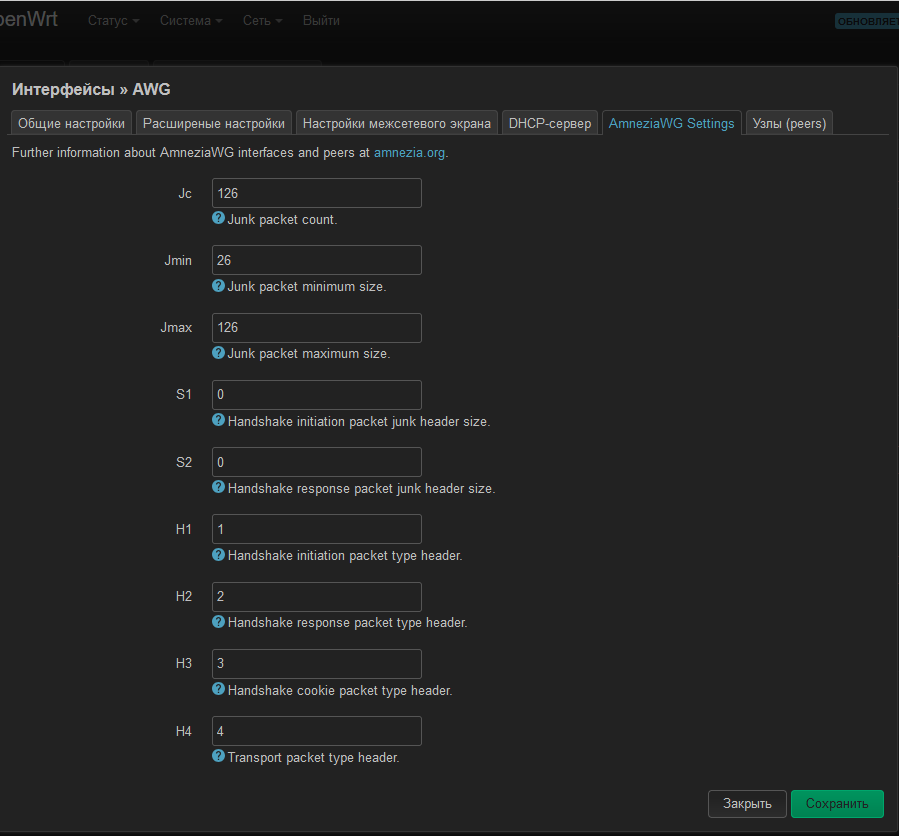 penWrt Статус Система Сеть Выйти ОБНОВЛЯЕТ
Интерфейсы » AWG
Общие настройки Расширеные настройки Настройки межсетевого экрана DHCP-сервер AmneziaWG Settings Узлы (peers)
Further information about AmneziaWG interfaces and peers at amnezia.org.
Jc 126
Junk packet count.
Jmin 26
Junk packet minimum size.
Jmax 126
Junk packet maximum size.
S1 0
Handshake initiation packet junk header size.
S2 0
Handshake response packet junk header size.
H1 1
Handshake initiation packet type header.
H2 2
Handshake response packet type header.
H3 3
Handshake cookie packet type header.
H4 4
Transport packet type header.
Закрыть Сохранить